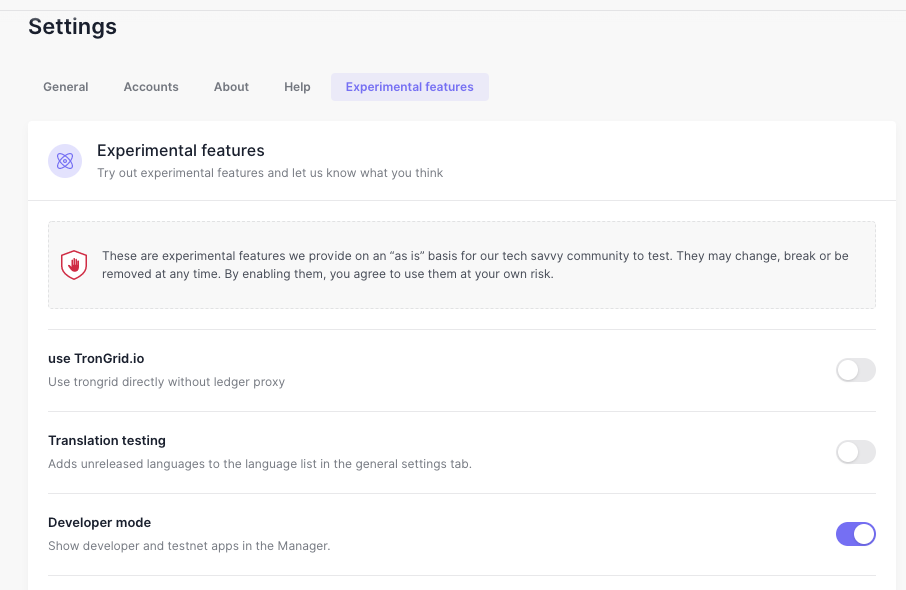 Settings
General
Accounts
About
Help
Experimental features
Experimental features
Try out experimental features and let us know what you think
These are experimental features we provide on an “as is” basis for our tech savvy community to test. They may change, break or be
removed at any time. By enabling them, you agree to use them at your own risk.
use TronGrid.io
Use trongrid directly without ledger proxy
Translation testing
Adds unreleased languages to the language list in the general settings tab.
Developer mode
Show developer and testnet apps in the Manager.